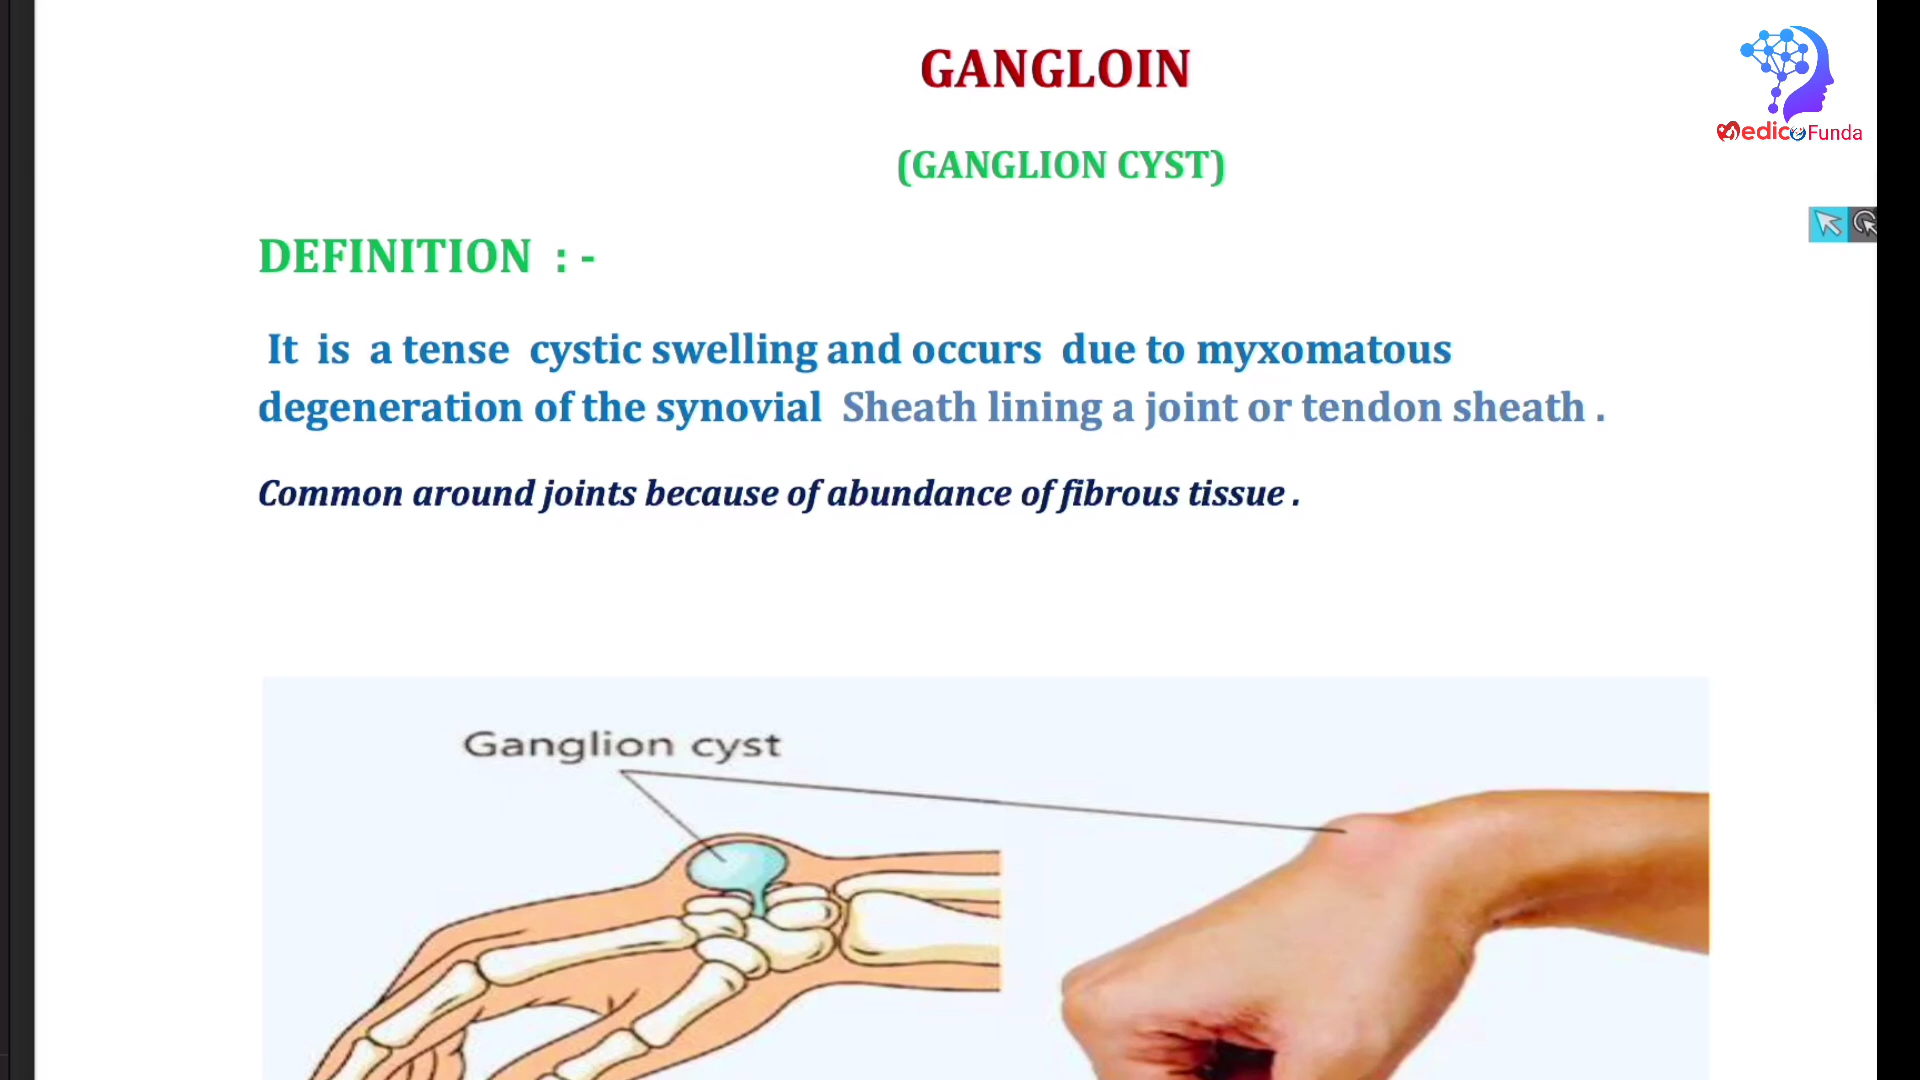 GANGLOIN
MedicoFunda
(GANGLION CYST)
DEFINITION : -
It is a tense cystic swelling and occurs due to myxomatous
degeneration of the synovial Sheath lining a joint or tendon sheath .
Common around joints because of abundance of fibrous tissue .
Ganglion cyst